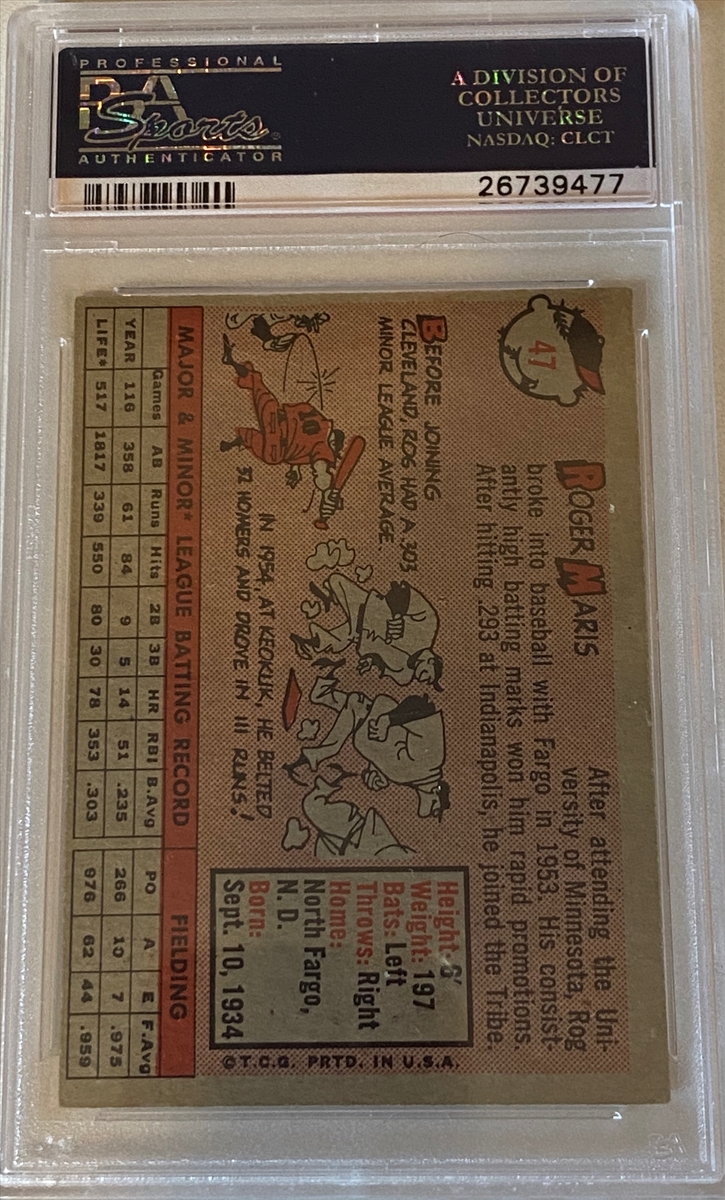 PROFESSIONAL
PSA
Sports
AUTHENTICATOR
A DIVISION OF
COLLECTORS
UNIVERSE
NASDAQ: CLCT
26739477
47
ROGER MARIS
After attending the Uni-
versity of Minnesota, Rog
broke into baseball with Fargo in 1953. His consist-
antly high batting marks won him rapid promotions.
After hitting .293 at Indianapolis, he joined the Tribe.
BEFORE JOINING
CLEVELAND, ROG HAD A .303
MINOR LEAGUE AVERAGE.
10
IN 1954, AT KEOKUK, HE BELTED
32 HOMERS AND DROVE IN 111 RUNS!
Height: 6'
Weight: 197
Bats: Left
Throws: Right
Home:
North Fargo,
N. D.
Born:
Sept. 10, 1934
©T.C.G. PRTD. IN U.S.A.
MAJOR & MINOR* LEAGUE BATTING RECORD FIELDING
Games AB Runs Hits 2B 3B HR RBI B.Avg PO A E F.Avg
YEAR 116 358 61 84 9 5 14 51 .235 266 10 7 .975
LIFE* 517 1817 339 550 80 30 78 353 .303 976 62 44 .959